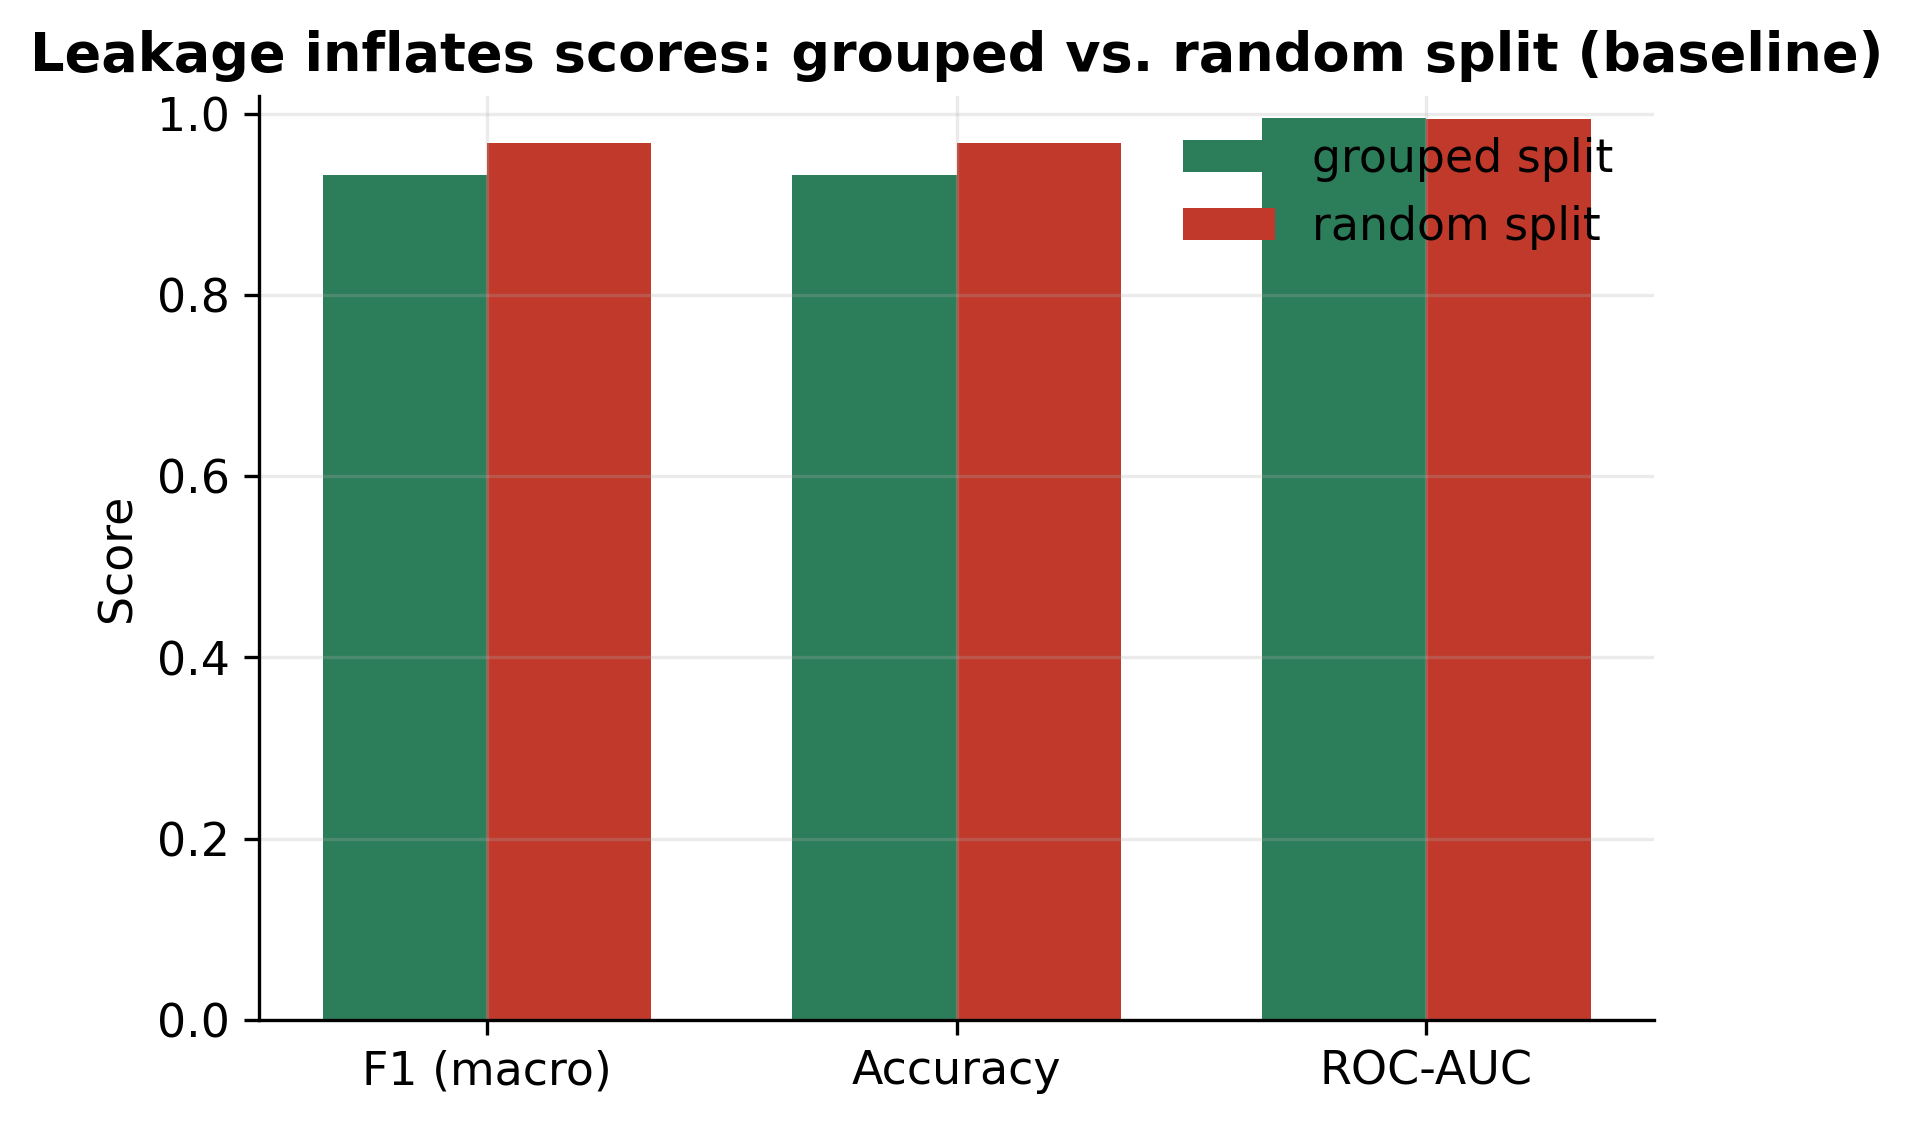 Leakage inflates scores: grouped vs. random split (baseline)
1.0
0.8
0.6
0.4
0.2
0.0
Score
grouped split
random split
F1 (macro)
Accuracy
ROC-AUC